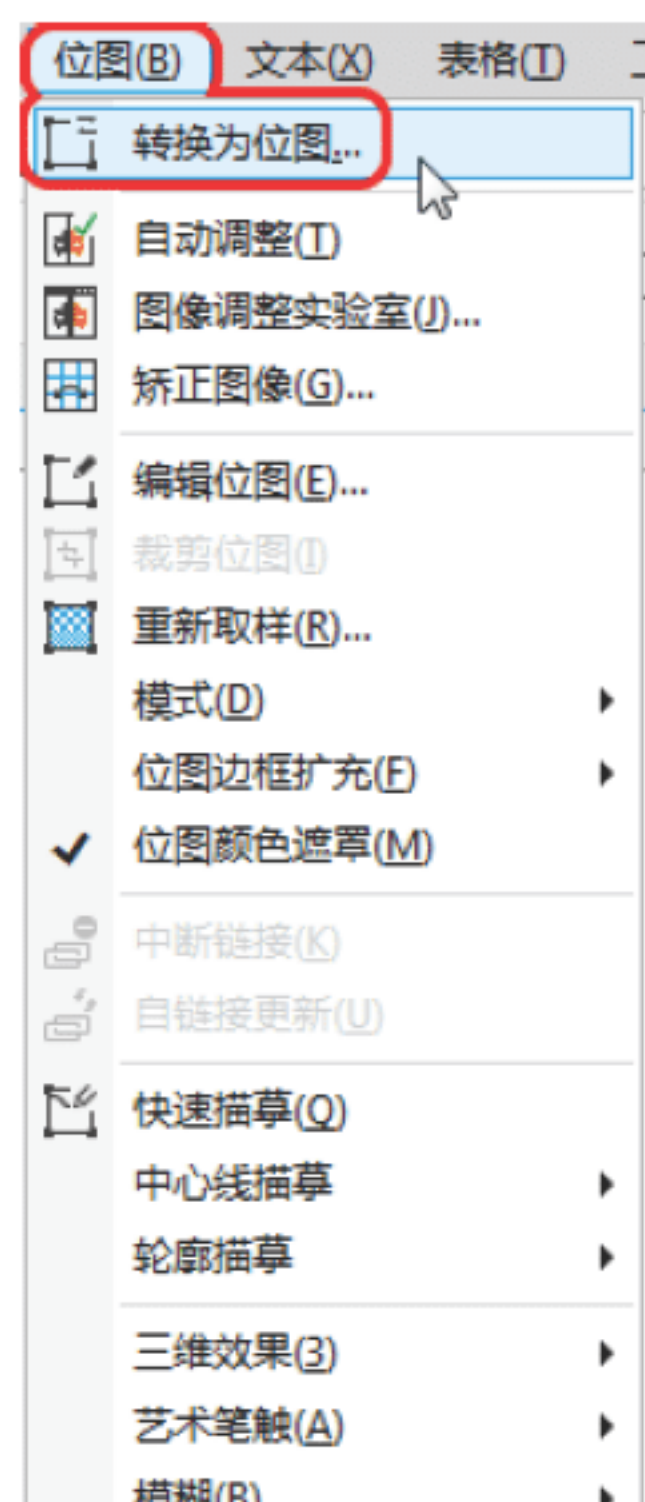 位图(B) 文本(X) 表格(T)
转换为位图...
自动调整(T)
图像调整实验室(J)...
矫正图像(G)...
编辑位图(E)...
裁剪位图(I)
重新取样(R)...
模式(D)
位图边框扩充(F)
位图颜色遮罩(M)
中断链接(K)
自链接更新(U)
快速描摹(Q)
中心线描摹
轮廓描摹
三维效果(3)
艺术笔触(A)
模糊(B)